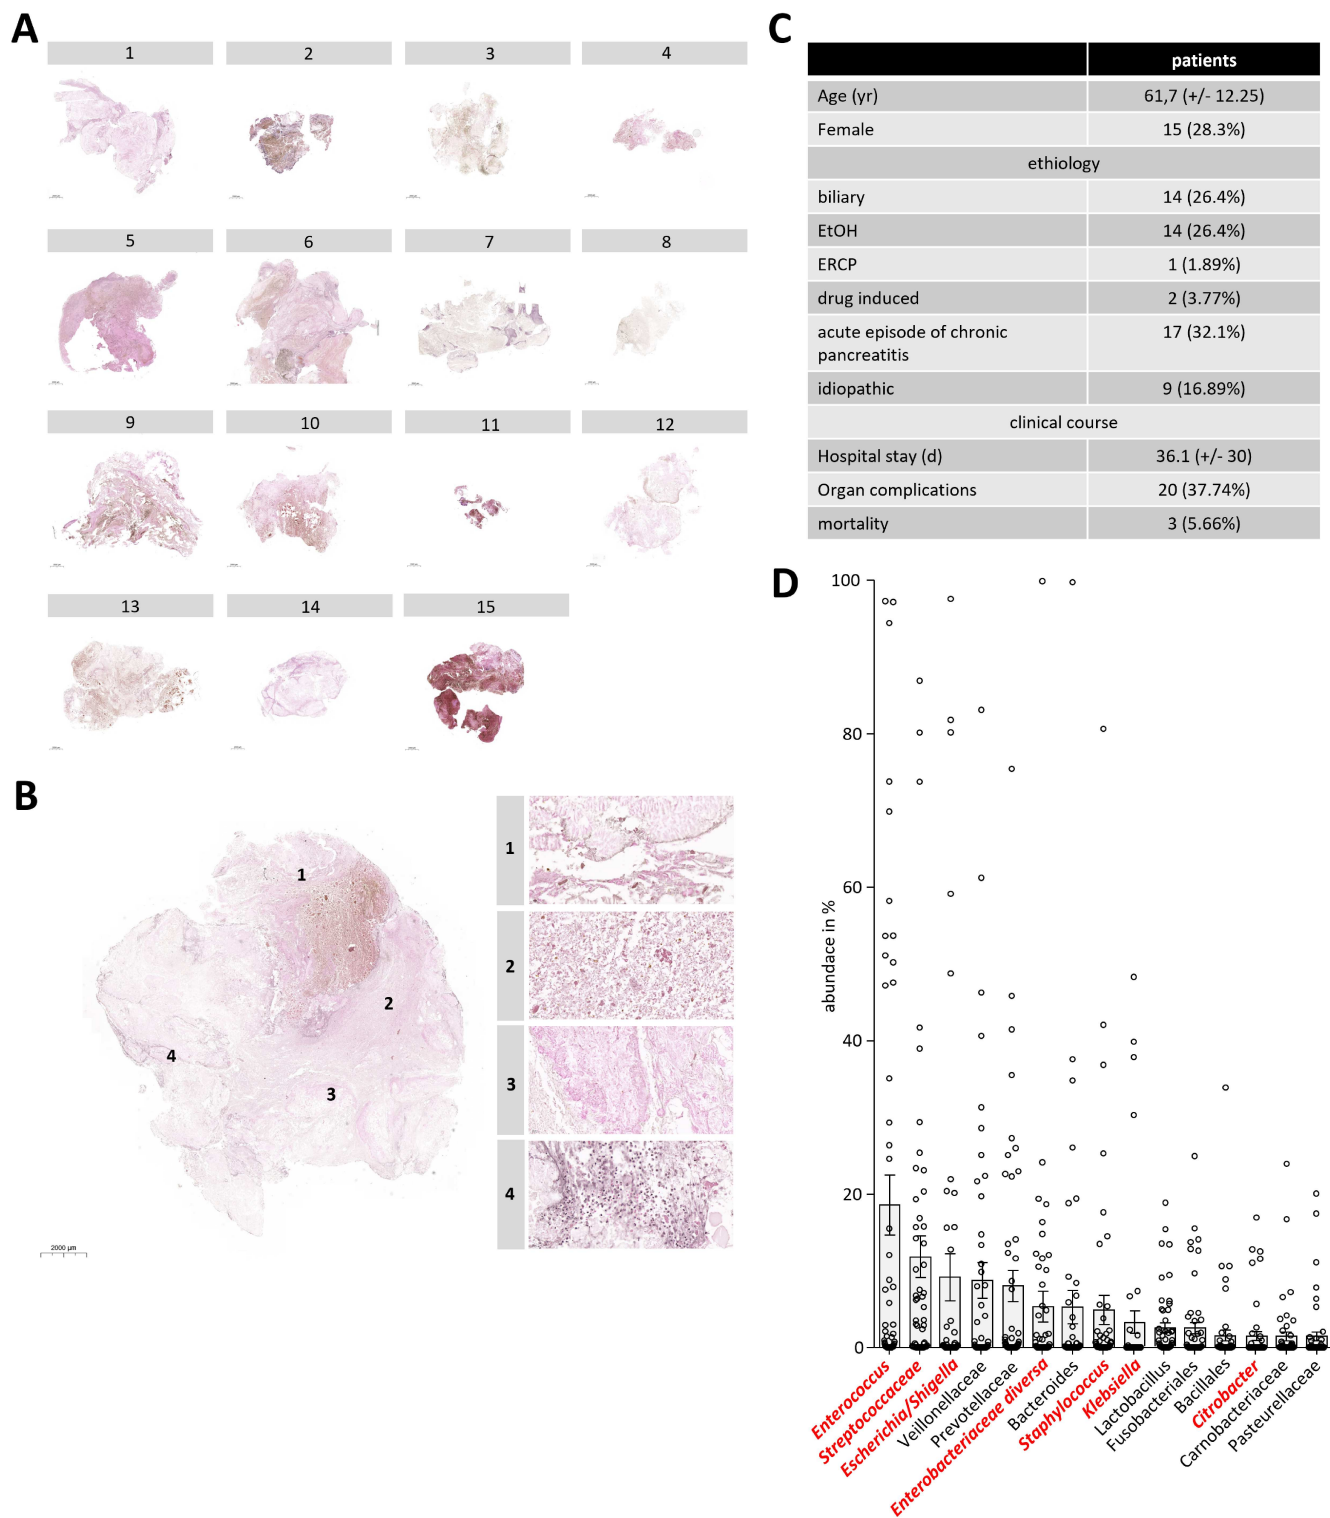 A
1
2
3
4
5
6
7
8
9
10
11
12
13
14
15
B
1
2
3
4
2000 µm
1
2
3
4
C
patients
Age (yr) 61,7 (+/- 12.25)
Female 15 (28.3%)
ethiology
biliary 14 (26.4%)
EtOH 14 (26.4%)
ERCP 1 (1.89%)
drug induced 2 (3.77%)
acute episode of chronic
pancreatitis 17 (32.1%)
idiopathic 9 (16.89%)
clinical course
Hospital stay (d) 36.1 (+/- 30)
Organ complications 20 (37.74%)
mortality 3 (5.66%)
D
abundace in %
100
80
60
40
20
0
Enterococcus
Streptococcaceae
Escherichia/Shigella
Veillonellaceae
Prevotellaceae
Enterobacteriaceae diversa
Bacteroides
Staphylococcus
Klebsiella
Lactobacillus
Fusobacteriales
Bacillales
Citrobacter
Carnobacteriaceae
Pasteurellaceae